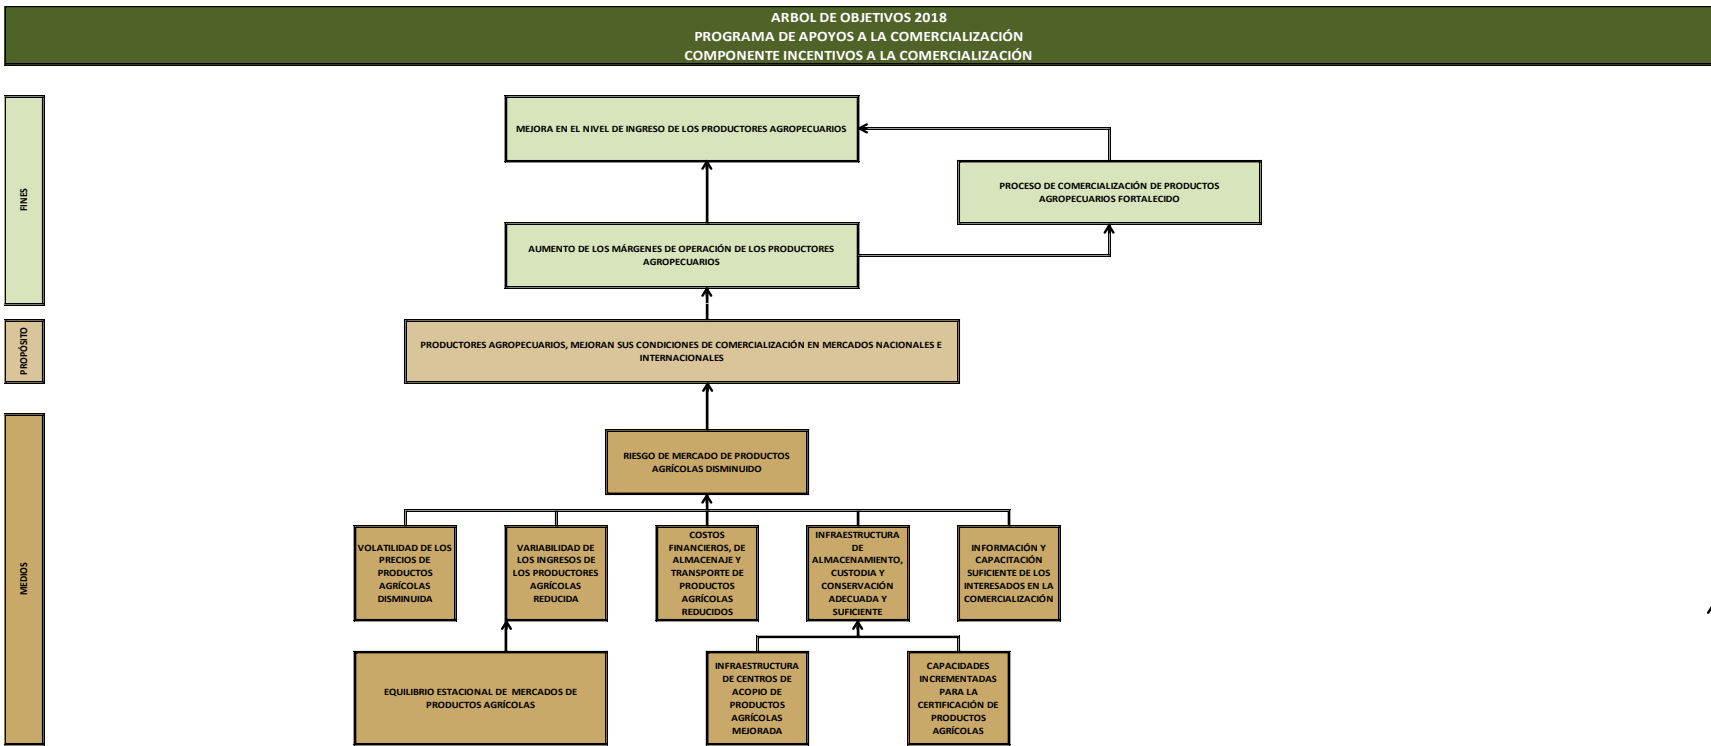 ARBOL DE OBJETIVOS 2018
PROGRAMA DE APOYOS A LA COMERCIALIZACIÓN
COMPONENTE INCENTIVOS A LA COMERCIALIZACIÓN
FINES
MEJORA EN EL NIVEL DE INGRESO DE LOS PRODUCTORES AGROPECUARIOS
PROCESO DE COMERCIALIZACIÓN DE PRODUCTOS
AGROPECUARIOS FORTALECIDO
AUMENTO DE LOS MÁRGENES DE OPERACIÓN DE LOS PRODUCTORES
AGROPECUARIOS
PROPÓSITO
PRODUCTORES AGROPECUARIOS, MEJORAN SUS CONDICIONES DE COMERCIALIZACIÓN EN MERCADOS NACIONALES E
INTERNACIONALES
MEDIOS
RIESGO DE MERCADO DE PRODUCTOS
AGRÍCOLAS DISMINUIDO
VOLATILIDAD DE LOS
PRECIOS DE
PRODUCTOS
AGRÍCOLAS
DISMINUIDA
VARIABILIDAD DE
LOS INGRESOS DE
LOS PRODUCTORES
AGRÍCOLAS
REDUCIDA
COSTOS
FINANCIEROS, DE
ALMACENAJE Y
TRANSPORTE DE
PRODUCTOS
AGRÍCOLAS
REDUCIDOS
INFRAESTRUCTURA
DE
ALMACENAMIENTO,
CUSTODIA Y
CONSERVACIÓN
ADECUADA Y
SUFICIENTE
INFORMACIÓN Y
CAPACITACIÓN
SUFICIENTE DE LOS
INTERESADOS EN LA
COMERCIALIZACIÓN
EQUILIBRIO ESTACIONAL DE MERCADOS DE
PRODUCTOS AGRÍCOLAS
INFRAESTRUCTURA
DE CENTROS DE
ACOPIO DE
PRODUCTOS
AGRÍCOLAS
MEJORADA
CAPACIDADES
INCREMENTADAS
PARA LA
CERTIFICACIÓN DE
PRODUCTOS
AGRÍCOLAS